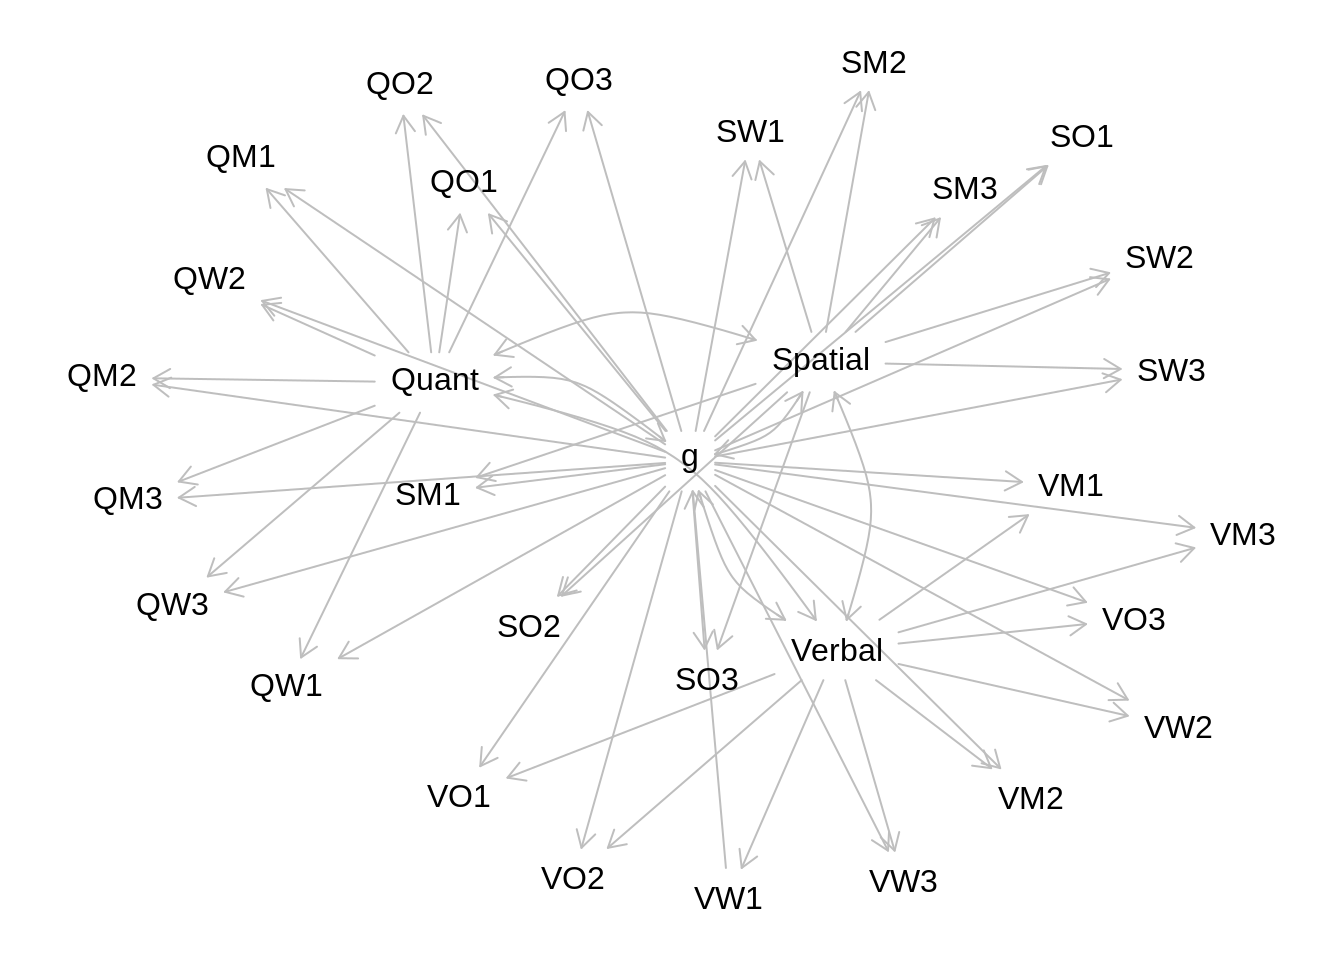 SM2
QO2
QO3
SW1
SO1
QM1
QO1
SM3
SW2
QW2
Spatial
SW3
QM2
Quant
g
VM1
SM1
QM3
VM3
QW3
VO3
SO2
Verbal
SO3
QW1
VW2
VO1
VM2
VO2
VW3
VW1